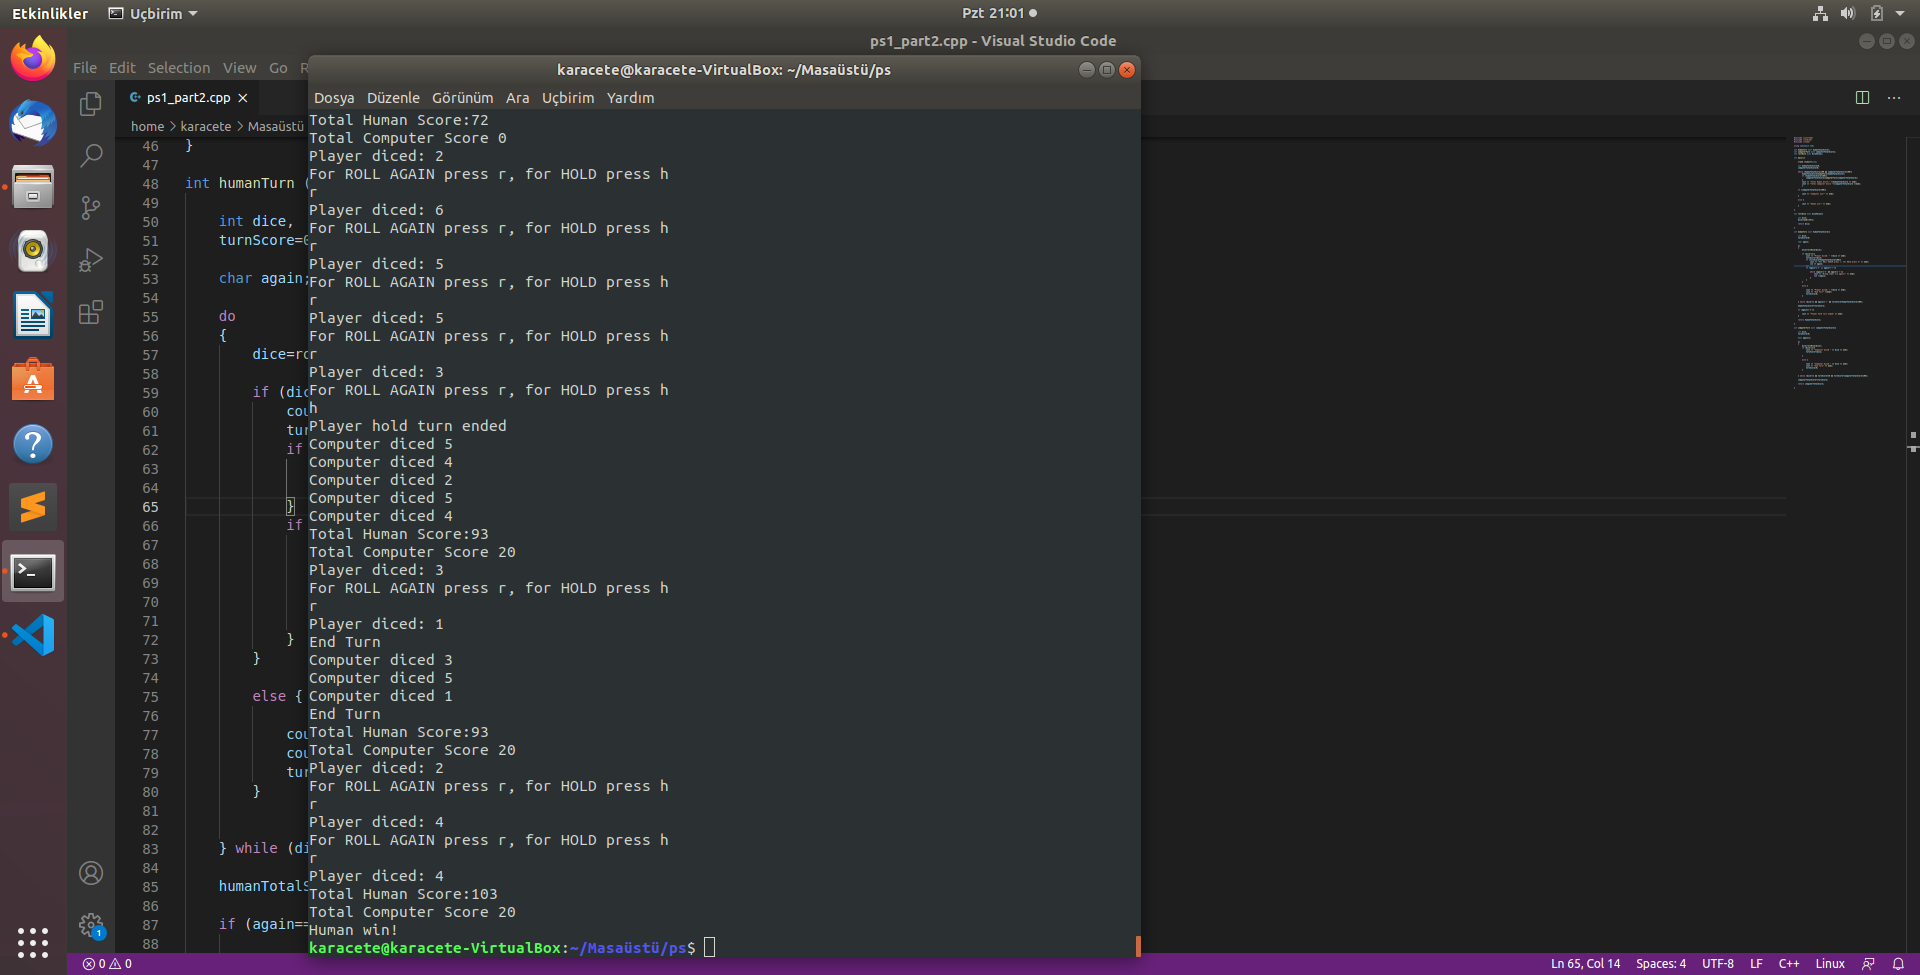 Etkinlikler Uçbirim Pzt 21:01
ps1_part2.cpp - Visual Studio Code
File Edit Selection View Go R
karacete@karacete-VirtualBox: ~/Masaüstü/ps
Dosya Düzenle Görünüm Ara Uçbirim Yardım
ps1_part2.cpp
home > karacete > Masaüstü
46 }
47
48 int humanTurn (
49
50 int dice,
51 turnScore=
52
53 char again;
54
55 do
56 {
57 dice=ro
58
59 if (dic
60 cou
61 tur
62 if
63
64
65 }
66 if
67
68
69
70
71
72 }
73 }
74
75 else {
76
77 cou
78 cou
79 tur
80 }
81
82
83 } while (di
84
85 humanTotalS
86
87 if (again==
88
Total Human Score:72
Total Computer Score 0
Player diced: 2
For ROLL AGAIN press r, for HOLD press h
r
Player diced: 6
For ROLL AGAIN press r, for HOLD press h
r
Player diced: 5
For ROLL AGAIN press r, for HOLD press h
r
Player diced: 5
For ROLL AGAIN press r, for HOLD press h
r
Player diced: 3
For ROLL AGAIN press r, for HOLD press h
h
Player hold turn ended
Computer diced 5
Computer diced 4
Computer diced 2
Computer diced 5
Computer diced 4
Total Human Score:93
Total Computer Score 20
Player diced: 3
For ROLL AGAIN press r, for HOLD press h
r
Player diced: 1
End Turn
Computer diced 3
Computer diced 5
Computer diced 1
End Turn
Total Human Score:93
Total Computer Score 20
Player diced: 2
For ROLL AGAIN press r, for HOLD press h
r
Player diced: 4
For ROLL AGAIN press r, for HOLD press h
r
Player diced: 4
Total Human Score:103
Total Computer Score 20
Human win!
karacete@karacete-VirtualBox:~/Masaüstü/ps$
1
0 0 Ln 65, Col 14 Spaces: 4 UTF-8 LF C++ Linux